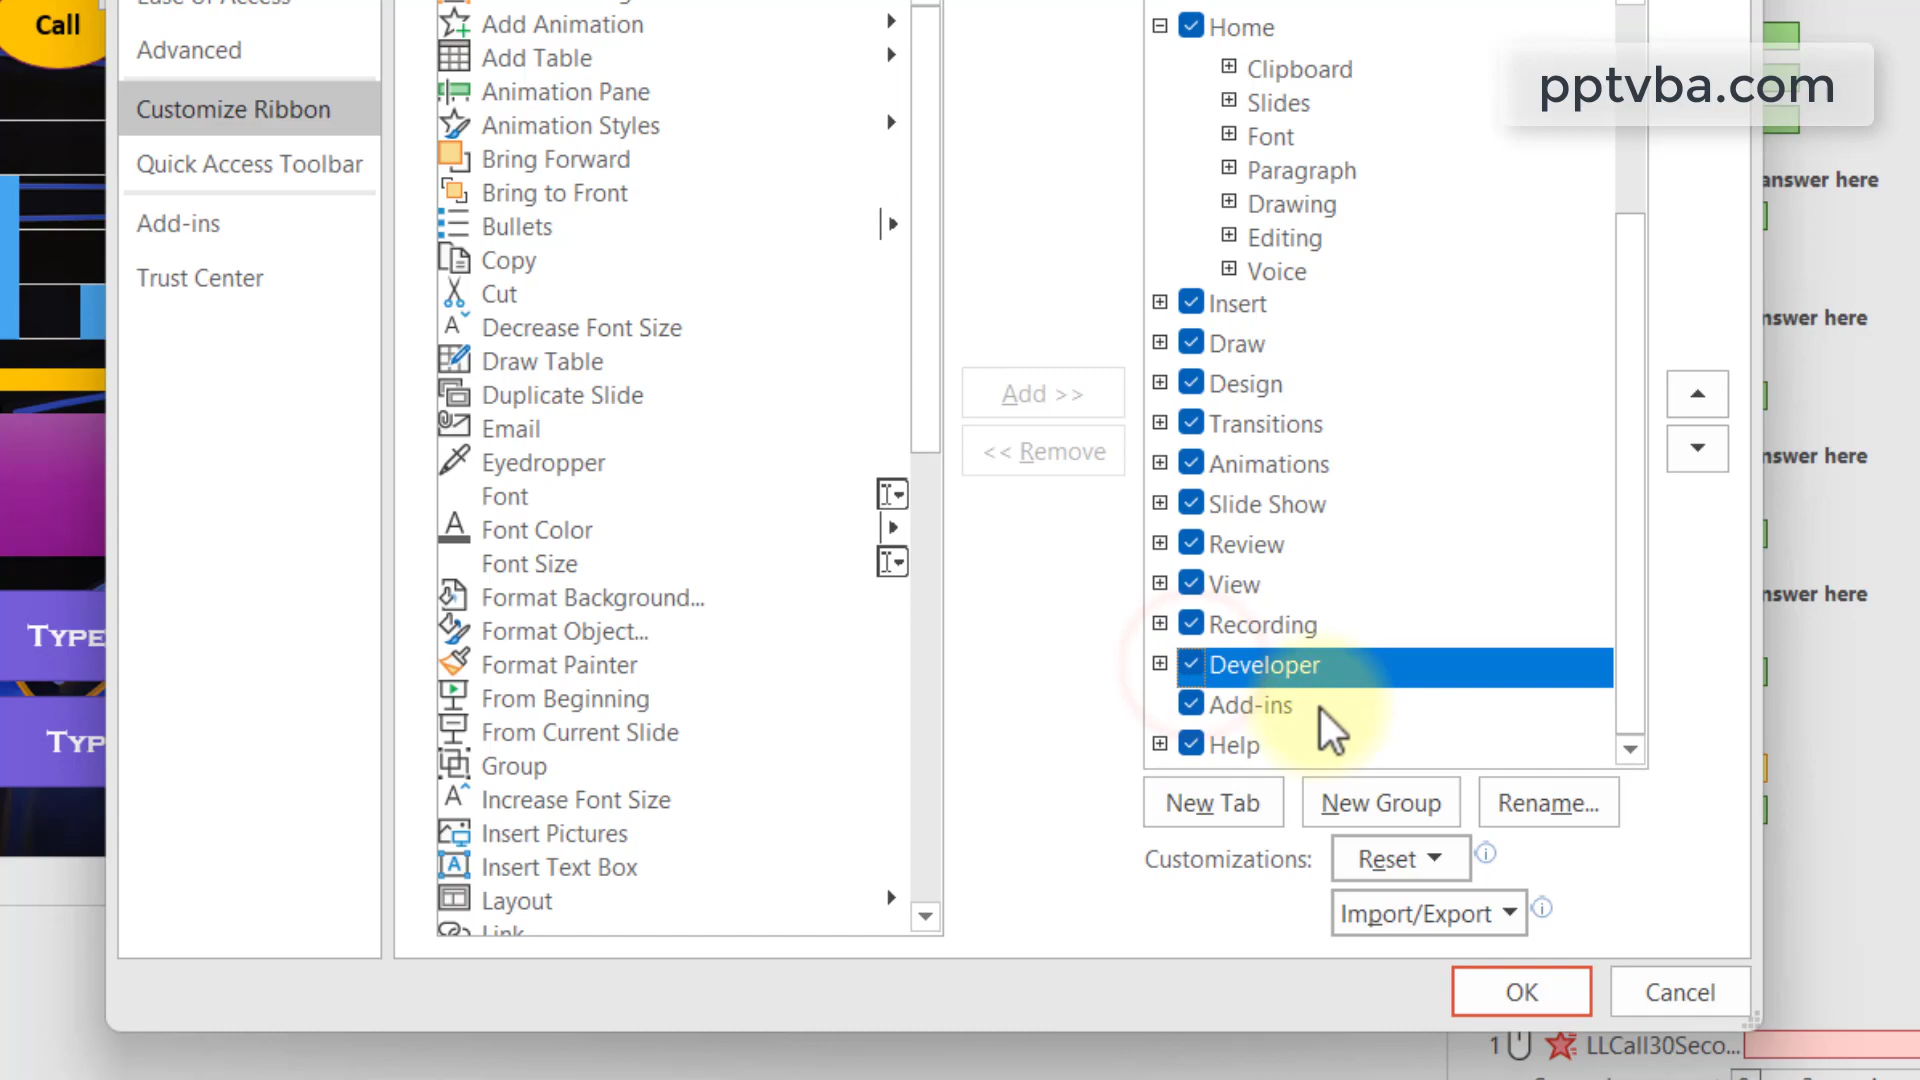 Call
Advanced
Customize Ribbon
Quick Access Toolbar
Add-ins
Trust Center
Add Animation
Add Table
Animation Pane
Animation Styles
Bring Forward
Bring to Front
Bullets
Copy
Cut
Decrease Font Size
Draw Table
Duplicate Slide
Email
Eyedropper
Font
Font Color
Font Size
Format Background...
Format Object...
Format Painter
From Beginning
From Current Slide
Group
Increase Font Size
Insert Pictures
Insert Text Box
Layout
Add >>
<< Remove
Home
Clipboard
Slides
Font
Paragraph
Drawing
Editing
Voice
Insert
Draw
Design
Transitions
Animations
Slide Show
Review
View
Recording
Developer
Add-ins
Help
New Tab
New Group
Rename...
Customizations:
Reset
Import/Export
OK
Cancel
pptvba.com
answer here
nswer here
nswer here
nswer here
TYPE
TYP
1
LLCall30Seco...